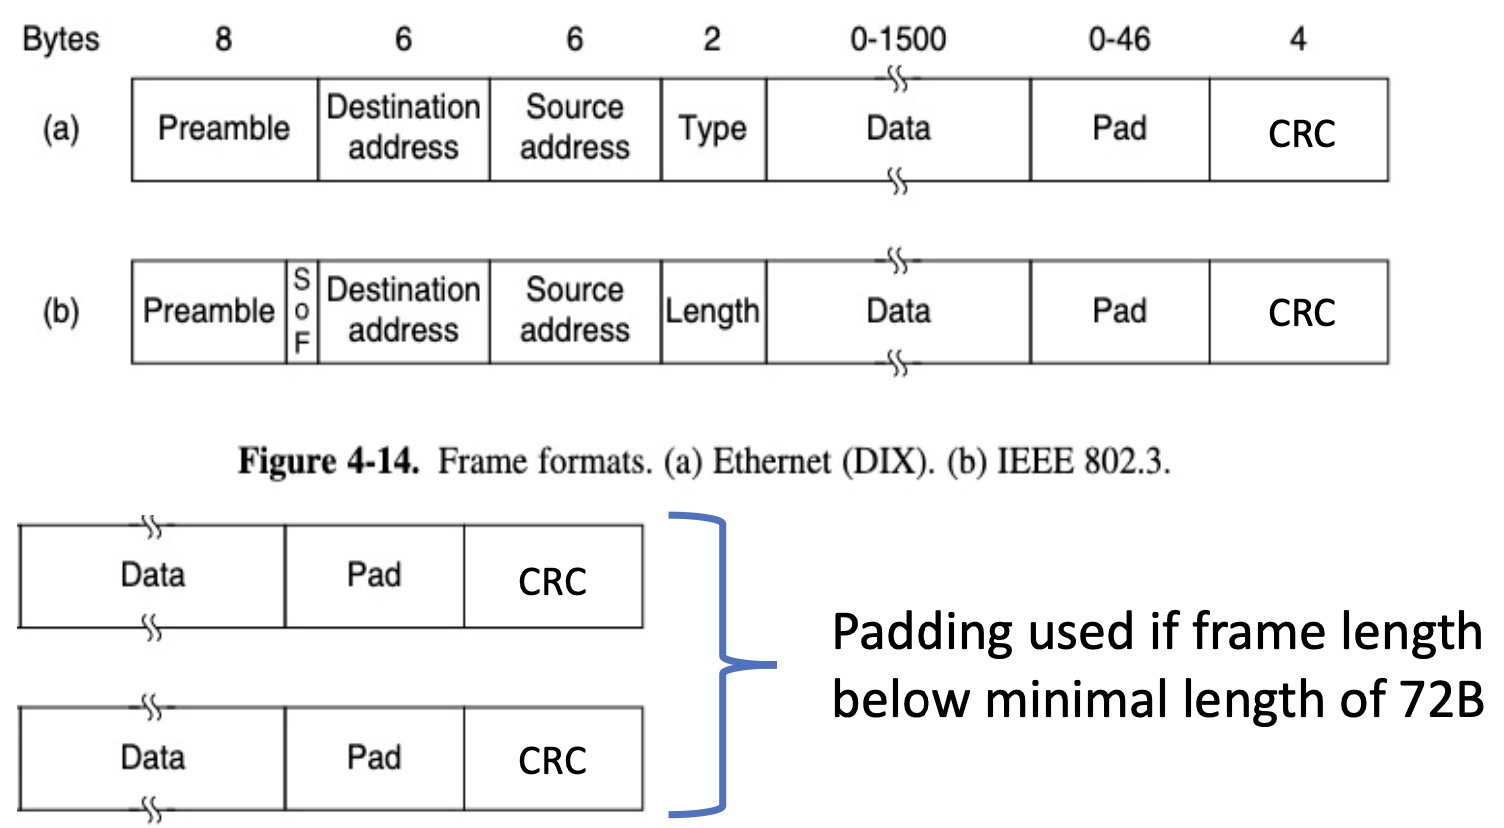 Bytes 8 6 6 2 0-1500 0-46 4
(a) Preamble Destination address Source address Type Data Pad CRC
(b) Preamble SoF Destination address Source address Length Data Pad CRC
Figure 4-14. Frame formats. (a) Ethernet (DIX). (b) IEEE 802.3.
Data Pad CRC
Padding used if frame length
below minimal length of 72B
Data Pad CRC